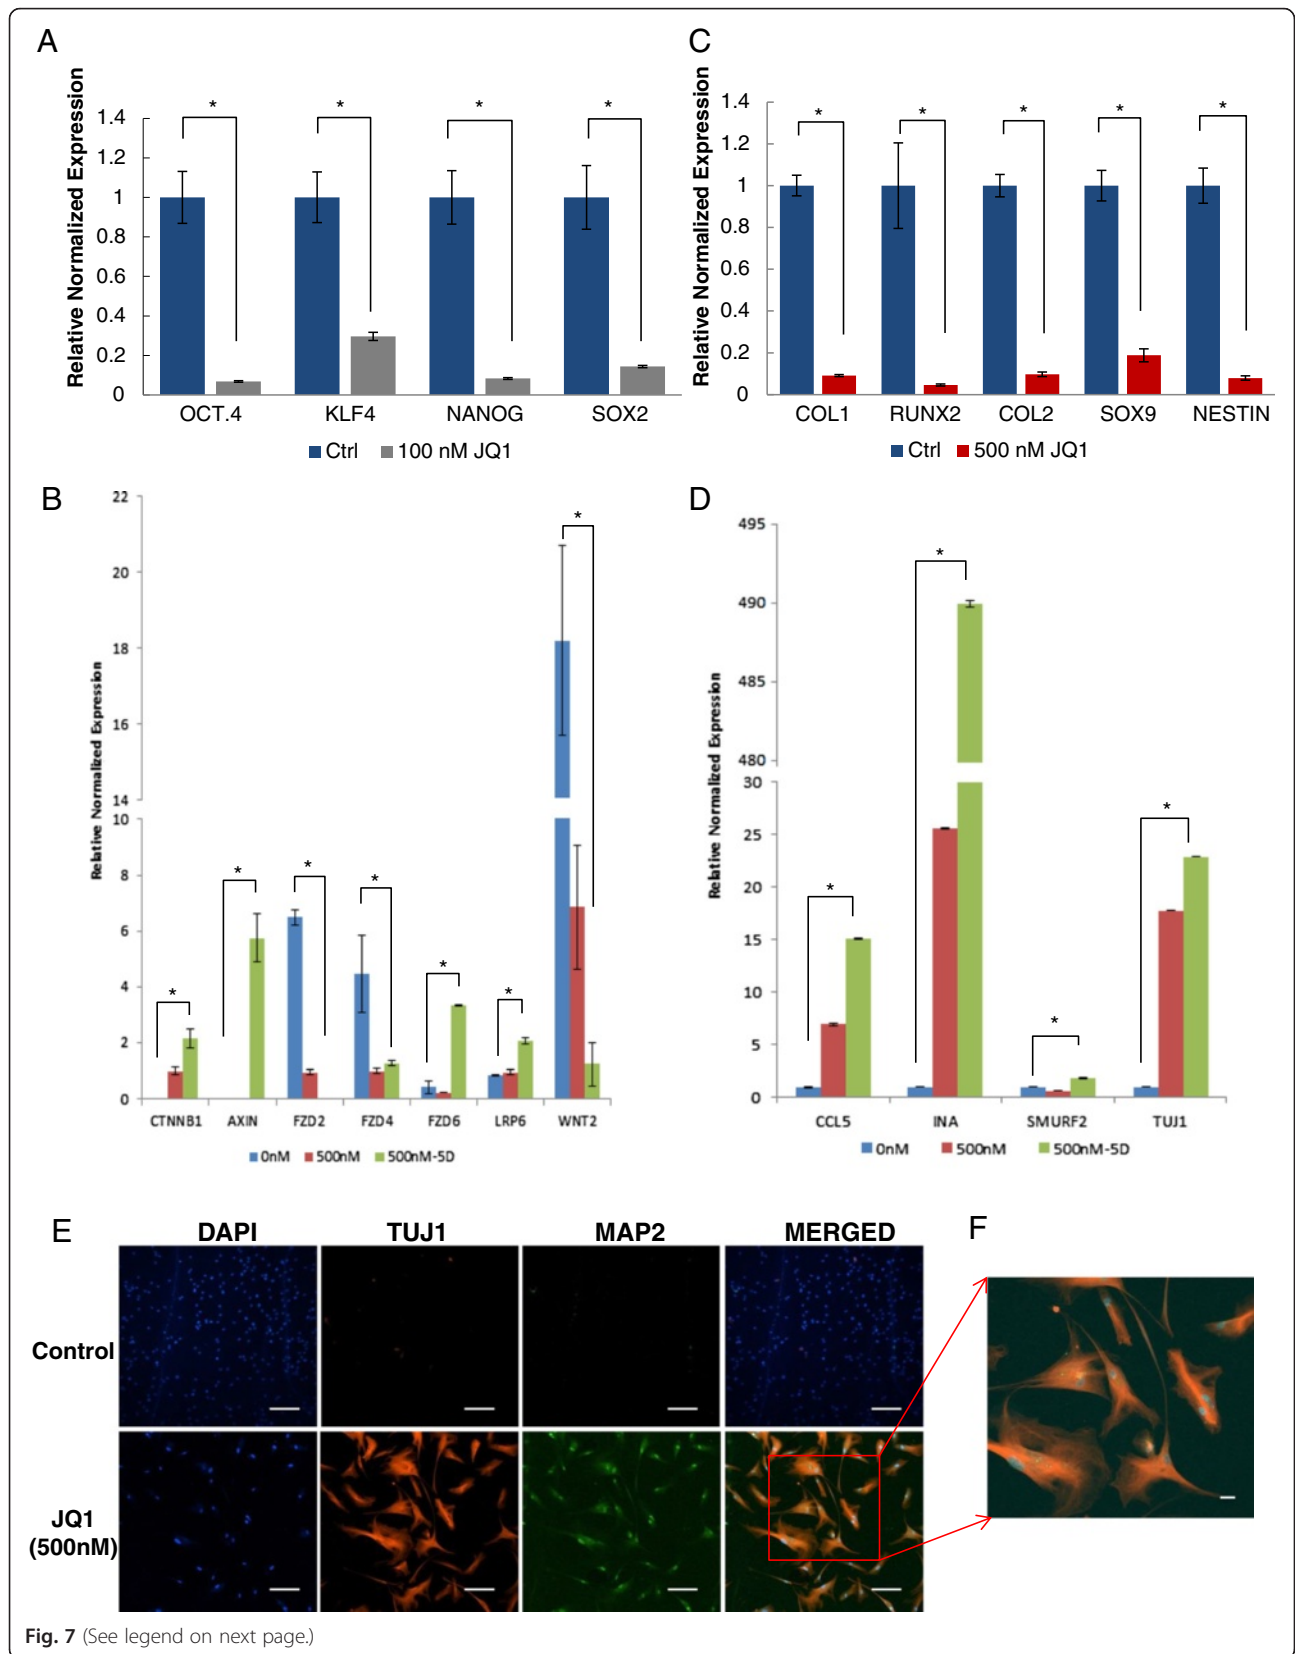 A
Relative Normalized Expression
1.4
1.2
1
0.8
0.6
0.4
0.2
0
* * * *
OCT.4 KLF4 NANOG SOX2
Ctrl 100 nM JQ1
C
Relative Normalized Expression
1.4
1.2
1
0.8
0.6
0.4
0.2
0
* * * * *
COL1 RUNX2 COL2 SOX9 NESTIN
Ctrl 500 nM JQ1
B
Relative Normalized Expression
22
20
18
16
14
10
8
6
4
2
0
* * * * * * *
CTNNB1 AXIN FZD2 FZD4 FZD6 LRP6 WNT2
0nM 500nM 500nM-5D
D
Relative Normalized Expression
495
490
485
480
30
25
20
15
10
5
0
* * * *
CCL5 INA SMURF2 TUJ1
0nM 500nM 500nM-5D
E
DAPI TUJ1 MAP2 MERGED
Control
JQ1
(500nM)
F
Fig. 7 (See legend on next page.)